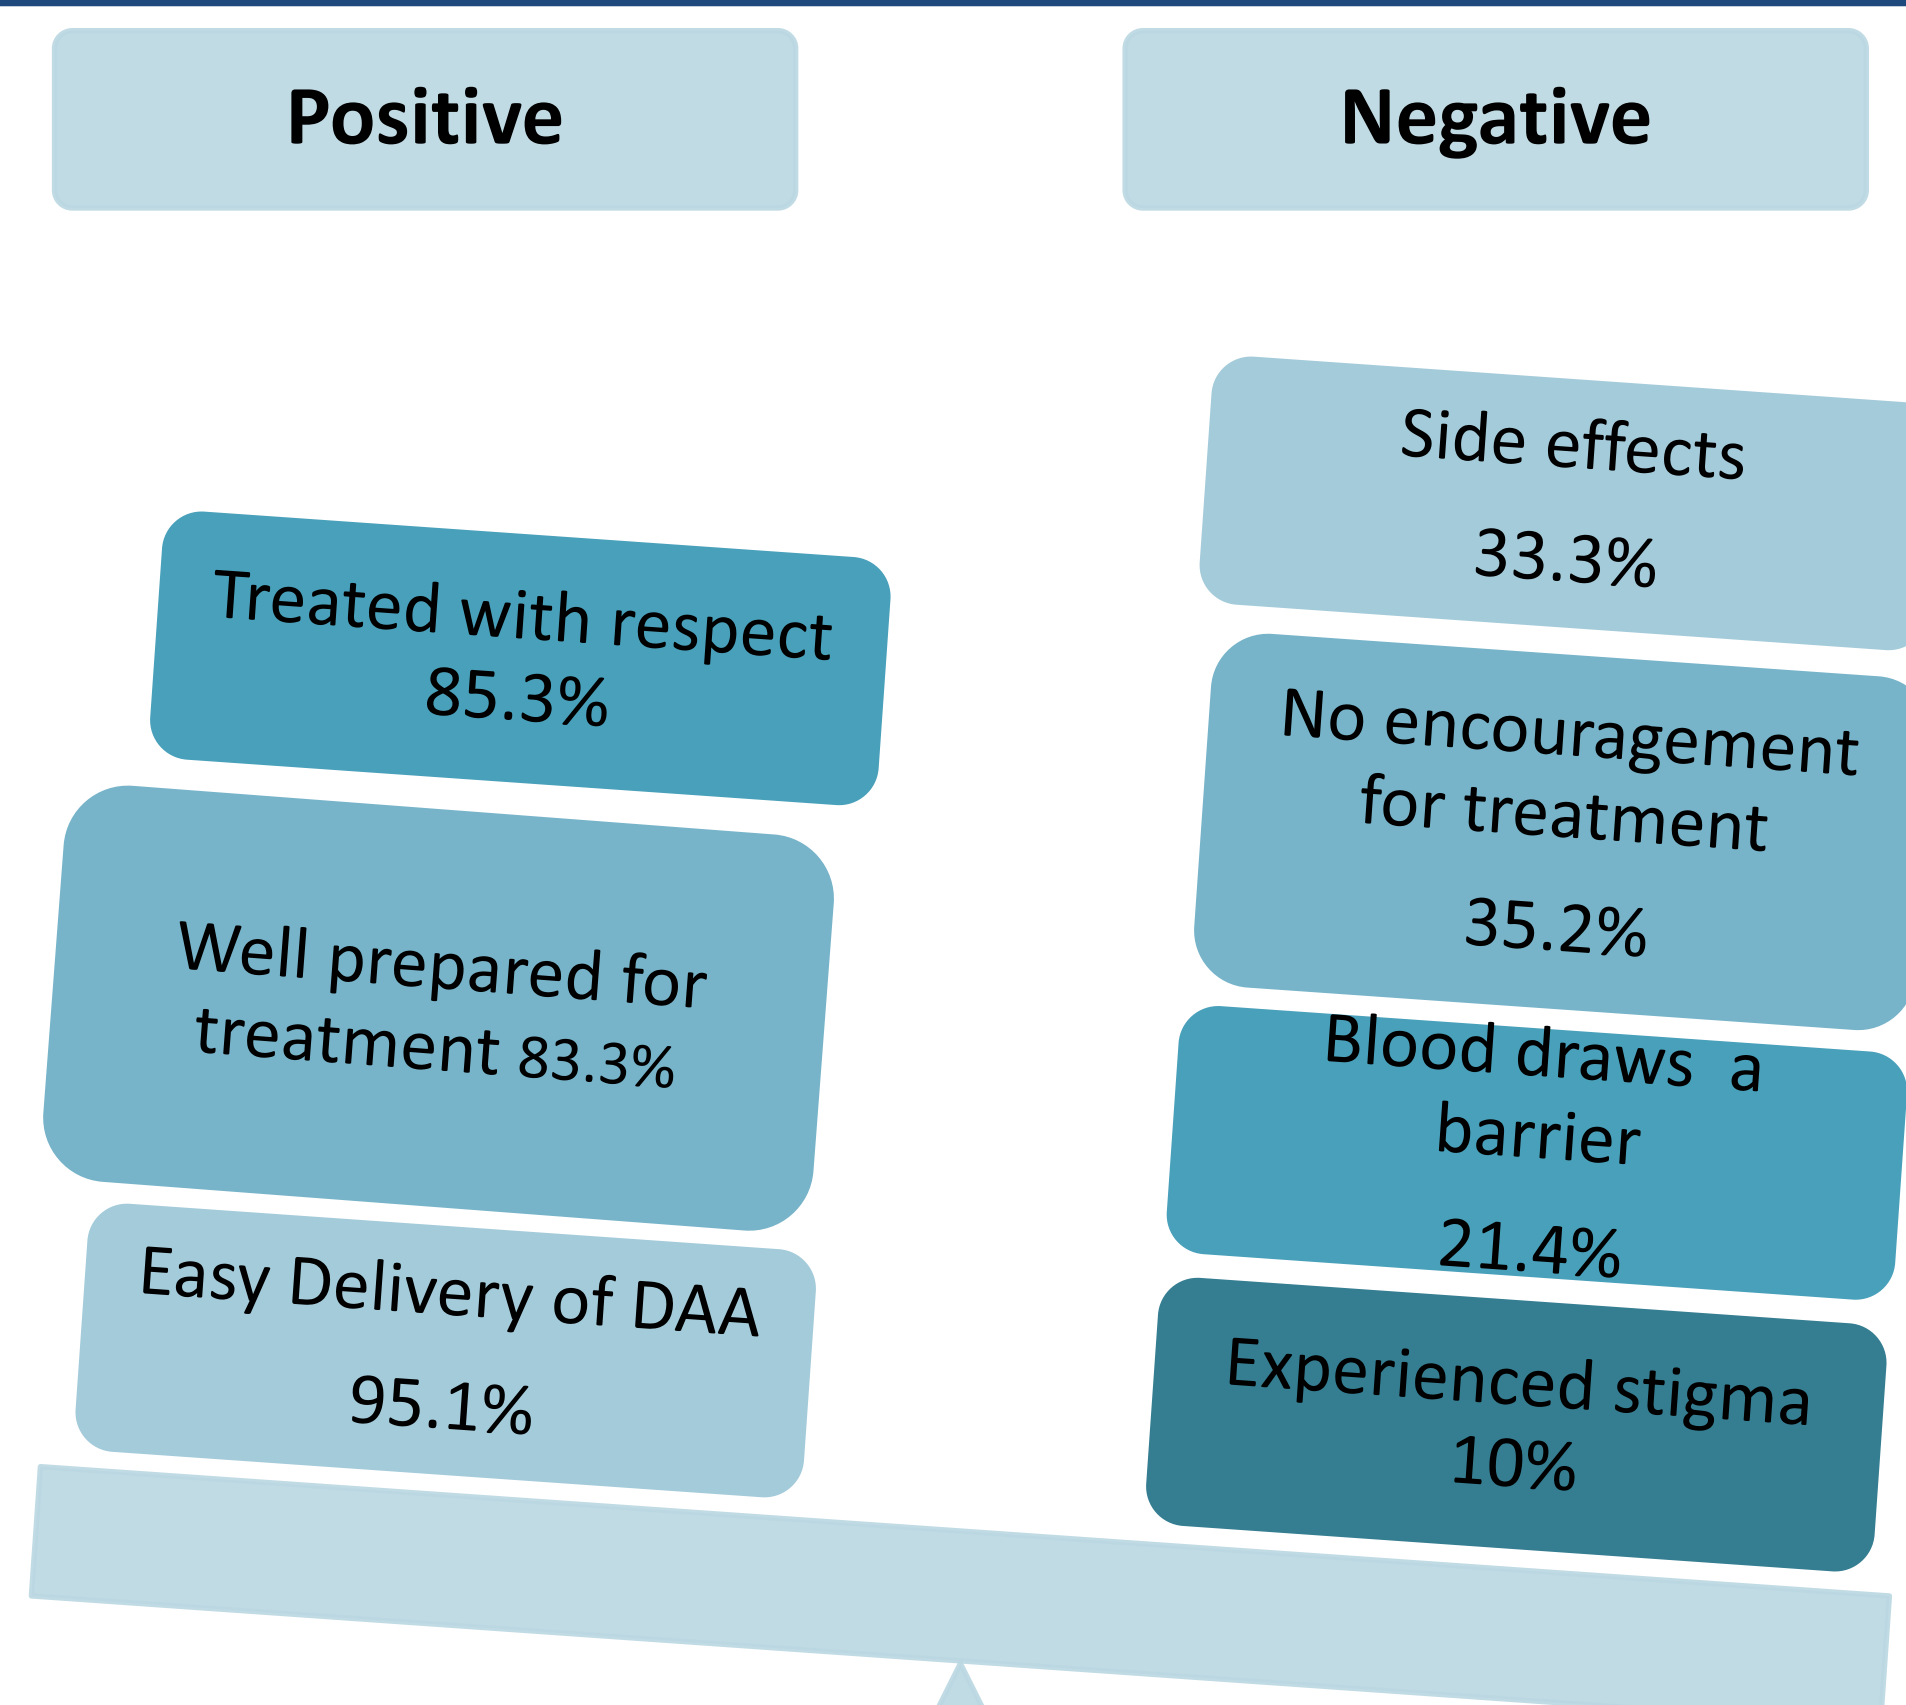 Positive
Negative
Treated with respect
85.3%
Well prepared for
treatment 83.3%
Easy Delivery of DAA
95.1%
Side effects
33.3%
No encouragement
for treatment
35.2%
Blood draws  a
barrier
21.4%
Experienced stigma
10%